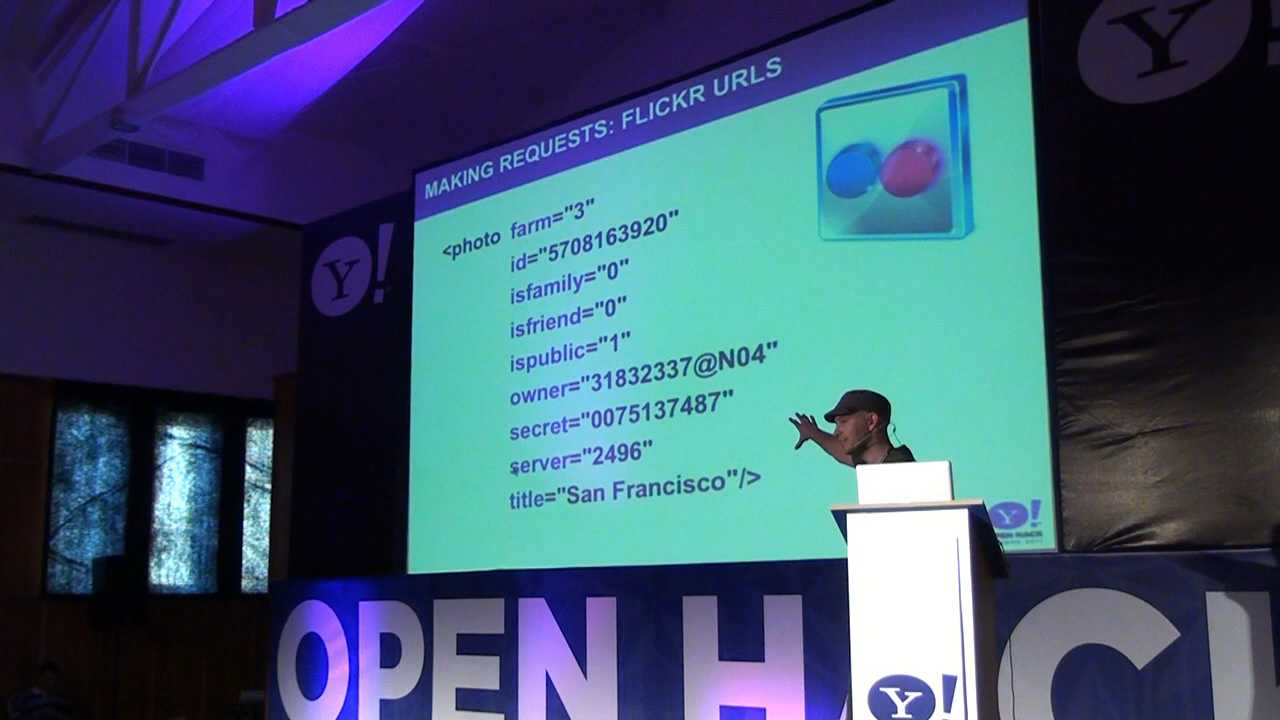 Y!
Y
MAKING REQUESTS: FLICKR URLS
<photo farm="3"
id="5708163920"
isfamily="0"
isfriend="0"
ispublic="1"
owner="31832337@N04"
secret="0075137487"
server="2496"
title="San Francisco"/>
Y!
OPEN HACK
Y!